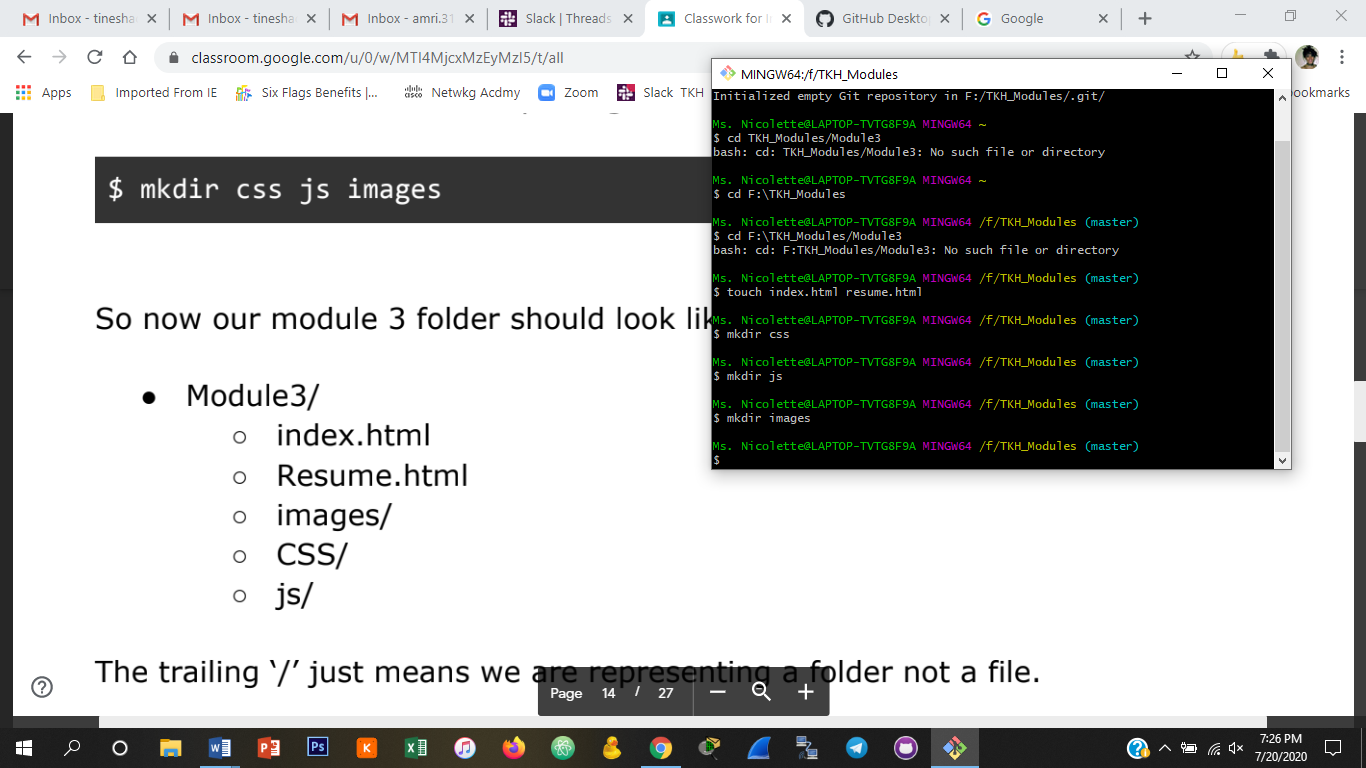 Inbox - tinesha
Inbox - tinesha
Inbox - amri.31
Slack | Threads
Classwork for I
GitHub Deskto
Google
classroom.google.com/u/0/w/MTI4MjcxMzEyMzI5/t/all
Apps
Imported From IE
Six Flags Benefits |...
Netwkg Acdmy
Zoom
Slack TKH
ookmarks
$ mkdir css js images
So now our module 3 folder should look lik
● Module3/
○ index.html
○ Resume.html
○ images/
○ CSS/
○ js/
The trailing ‘/’ just means we are representing a folder not a file.
Page 14 / 27
MINGW64:/f/TKH_Modules
Initialized empty Git repository in F:/TKH_Modules/.git/
Ms. Nicolette@LAPTOP-TVTG8F9A MINGW64 ~
$ cd TKH_Modules/Module3
bash: cd: TKH_Modules/Module3: No such file or directory
Ms. Nicolette@LAPTOP-TVTG8F9A MINGW64 ~
$ cd F:\TKH_Modules
Ms. Nicolette@LAPTOP-TVTG8F9A MINGW64 /f/TKH_Modules (master)
$ cd F:\TKH_Modules/Module3
bash: cd: F:TKH_Modules/Module3: No such file or directory
Ms. Nicolette@LAPTOP-TVTG8F9A MINGW64 /f/TKH_Modules (master)
$ touch index.html resume.html
Ms. Nicolette@LAPTOP-TVTG8F9A MINGW64 /f/TKH_Modules (master)
$ mkdir css
Ms. Nicolette@LAPTOP-TVTG8F9A MINGW64 /f/TKH_Modules (master)
$ mkdir js
Ms. Nicolette@LAPTOP-TVTG8F9A MINGW64 /f/TKH_Modules (master)
$ mkdir images
Ms. Nicolette@LAPTOP-TVTG8F9A MINGW64 /f/TKH_Modules (master)
$
7:26 PM
7/20/2020